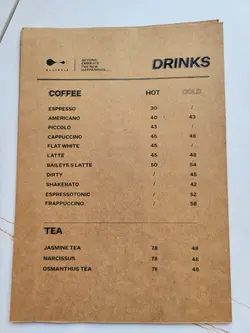 DRINKS
COFFEE HOT COLD
ESPRESSO 30 /
AMERICANO 40 43
PICCOLO 43 /
CAPPUCCINO 45 48
FLAT WHITE 45 /
LATTE 45 48
BAILEYS LATTE 50 54
DIRTY / 45
SHAKERATO / 42
ESPRESSOTONIC / 52
FRAPPUCCINO / 58
TEA
JASMINE TEA 78 48
NARCISSUS 78 48
OSMANTHUS TEA 78 48